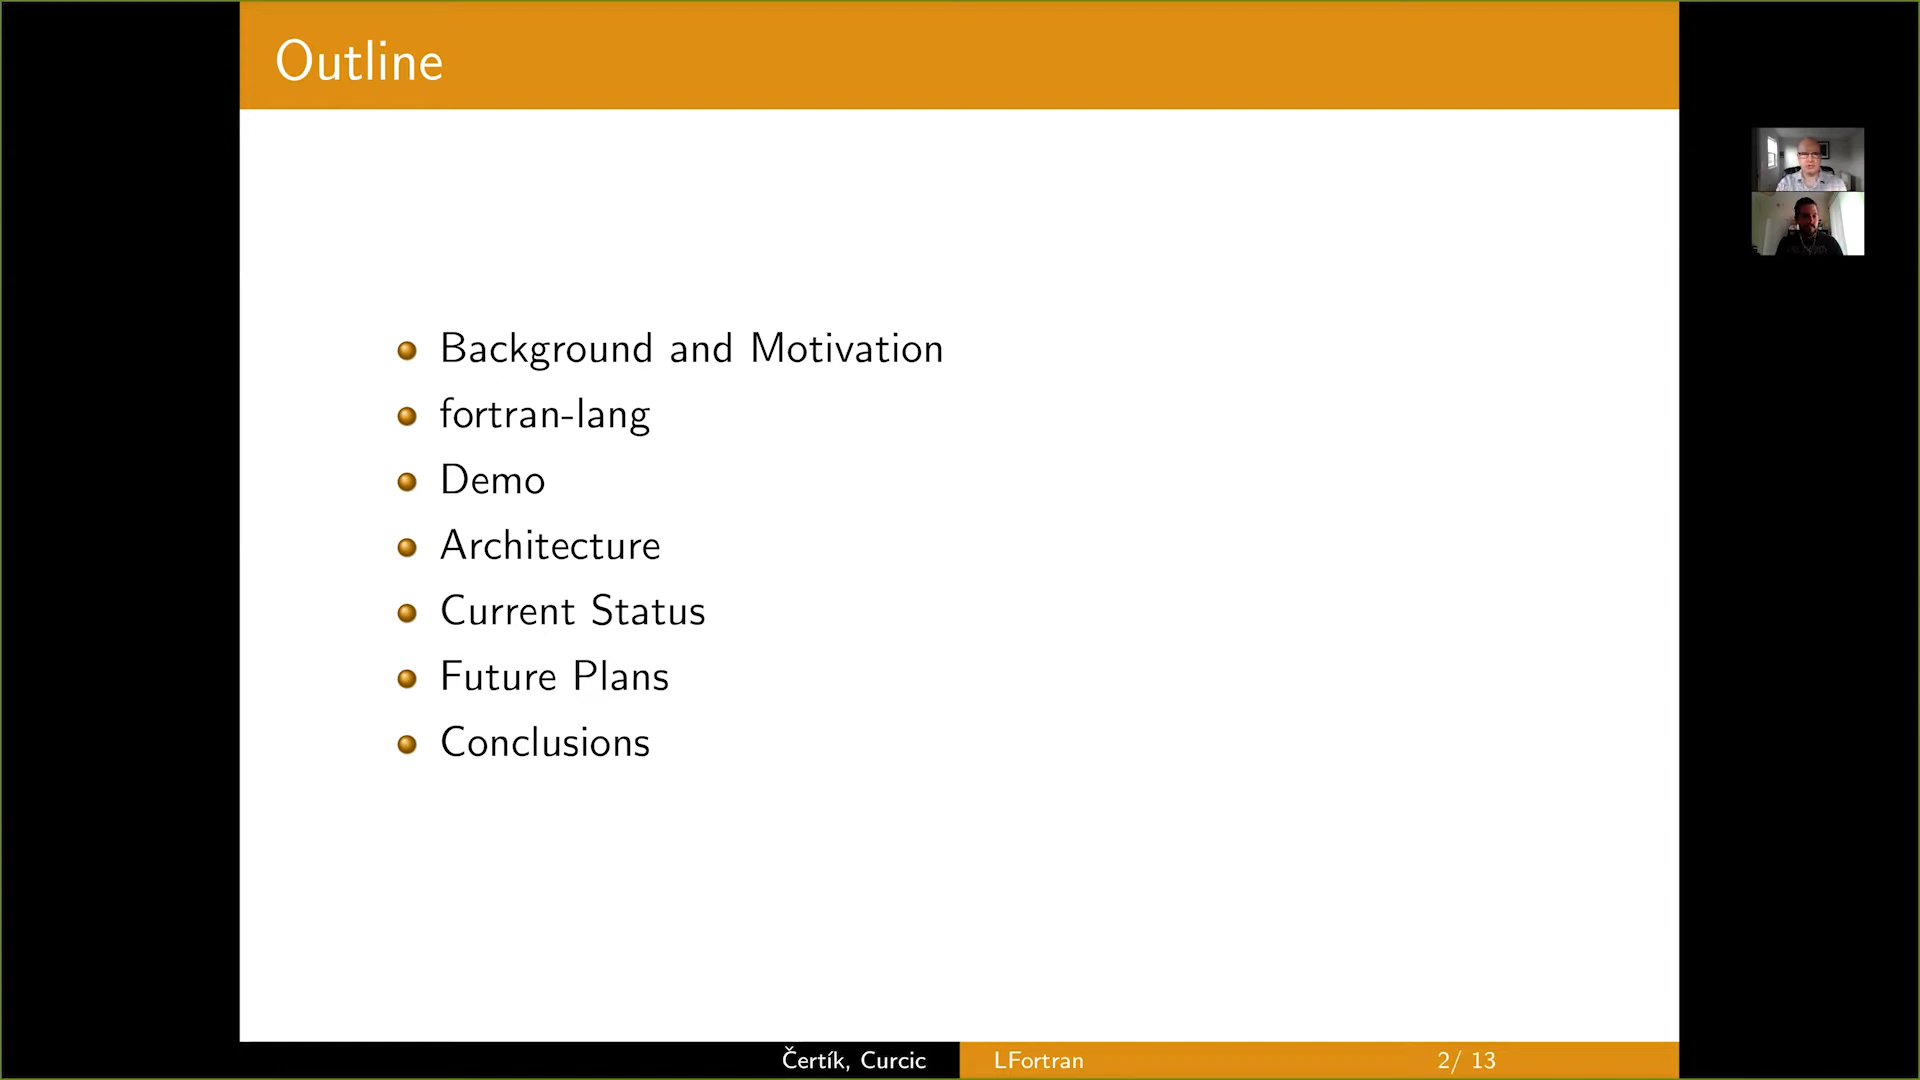 Outline
Background and Motivation
fortran-lang
Demo
Architecture
Current Status
Future Plans
Conclusions
Čertík, Curcic LFortran 2/ 13